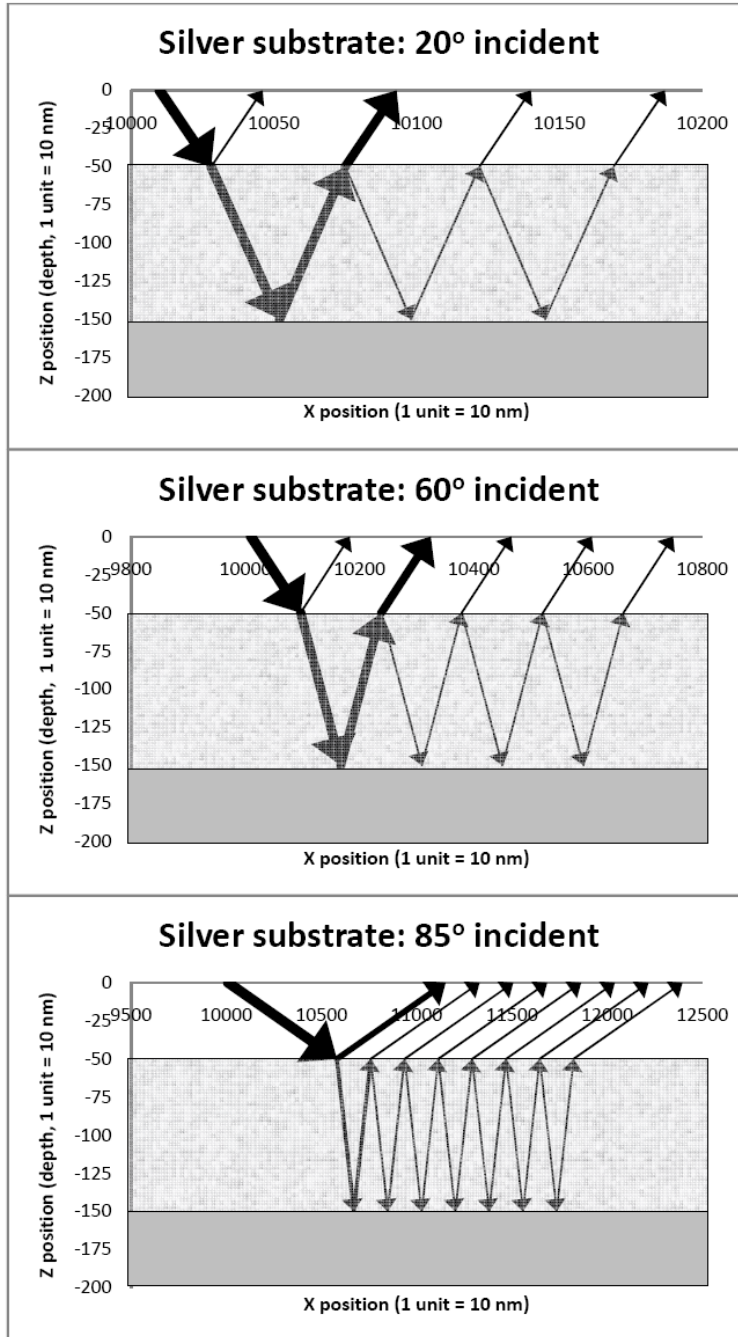 Silver substrate: 20° incident
Z position (depth, 1 unit = 10 nm)
0
-25
-50
-75
-100
-125
-150
-175
-200
10000 10050 10100 10150 10200
X position (1 unit = 10 nm)
Silver substrate: 60° incident
Z position (depth, 1 unit = 10 nm)
0
-25
-50
-75
-100
-125
-150
-175
-200
9800 10000 10200 10400 10600 10800
X position (1 unit = 10 nm)
Silver substrate: 85° incident
Z position (depth, 1 unit = 10 nm)
0
-25
-50
-75
-100
-125
-150
-175
-200
9500 10000 10500 11000 11500 12000 12500
X position (1 unit = 10 nm)